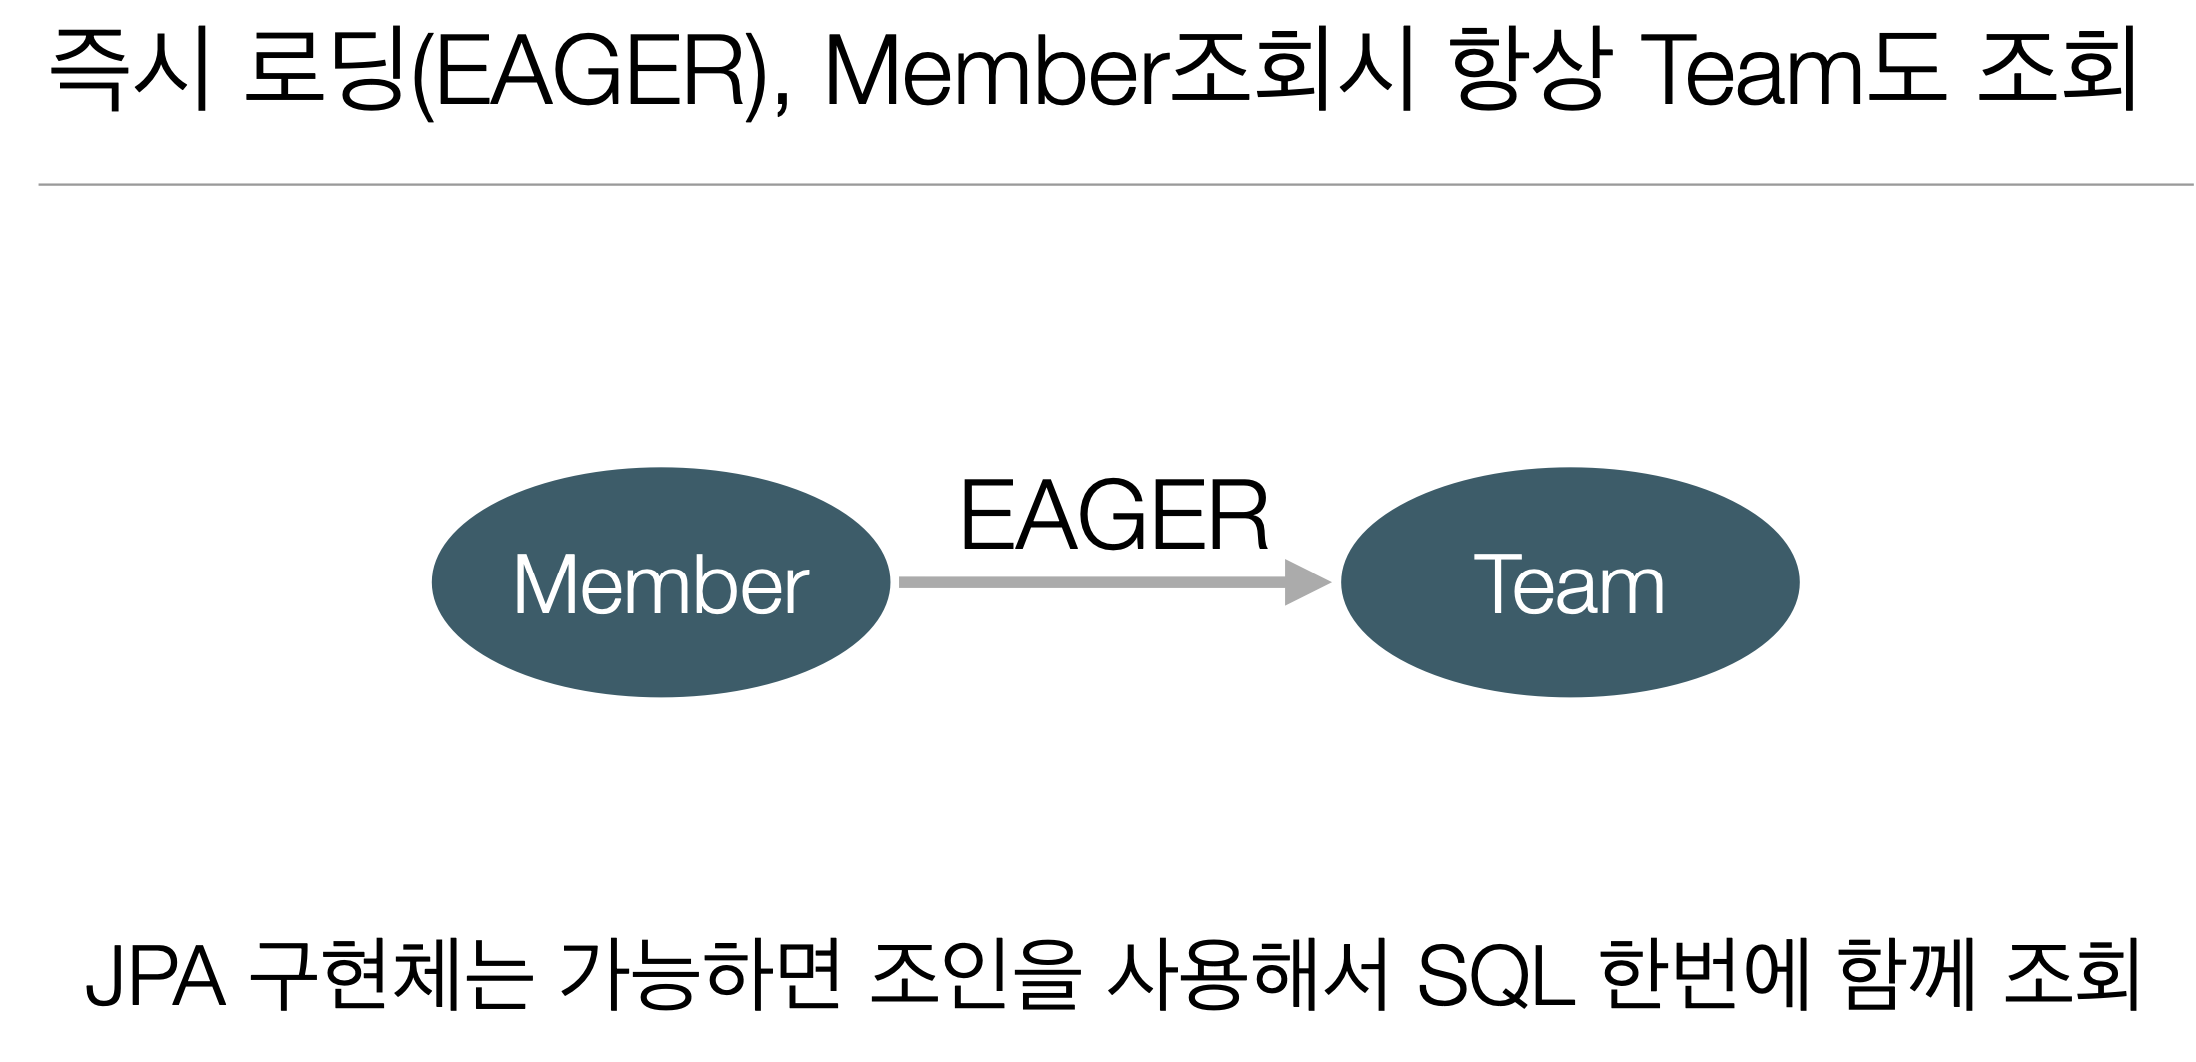 즉시 로딩(EAGER), Member조회시 항상 Team도 조회
EAGER
Member
Team
JPA 구현체는 가능하면 조인을 사용해서 SQL 한번에 함께 조회